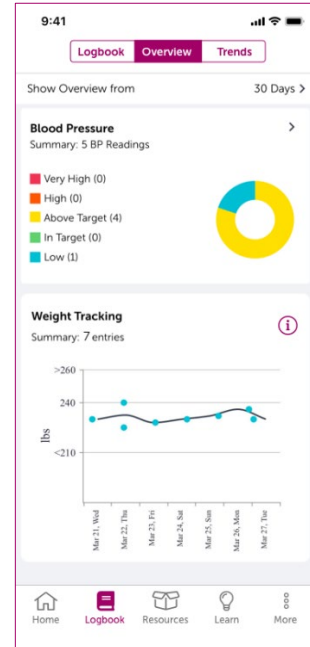 9:41
Logbook Overview Trends
Show Overview from 30 Days >
Blood Pressure >
Summary: 5 BP Readings
Very High (0)
High (0)
Above Target (4)
In Target (0)
Low (1)
Weight Tracking i
Summary: 7 entries
>260
240
<210
lbs
Mar 21, Wed
Mar 22, Thu
Mar 23, Fri
Mar 24, Sat
Mar 25, Sun
Mar 26, Mon
Mar 27, Tue
Home Logbook Resources Learn More